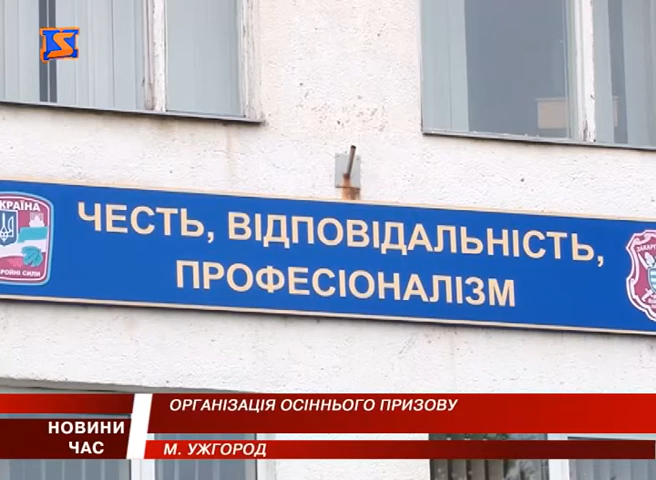 ЧЕСТЬ, ВІДПОВІДАЛЬНІСТЬ,
ПРОФЕСІОНАЛІЗМ
ОРГАНІЗАЦІЯ ОСІННЬОГО ПРИЗОВУ
НОВИНИ
ЧАС
М. УЖГОРОД